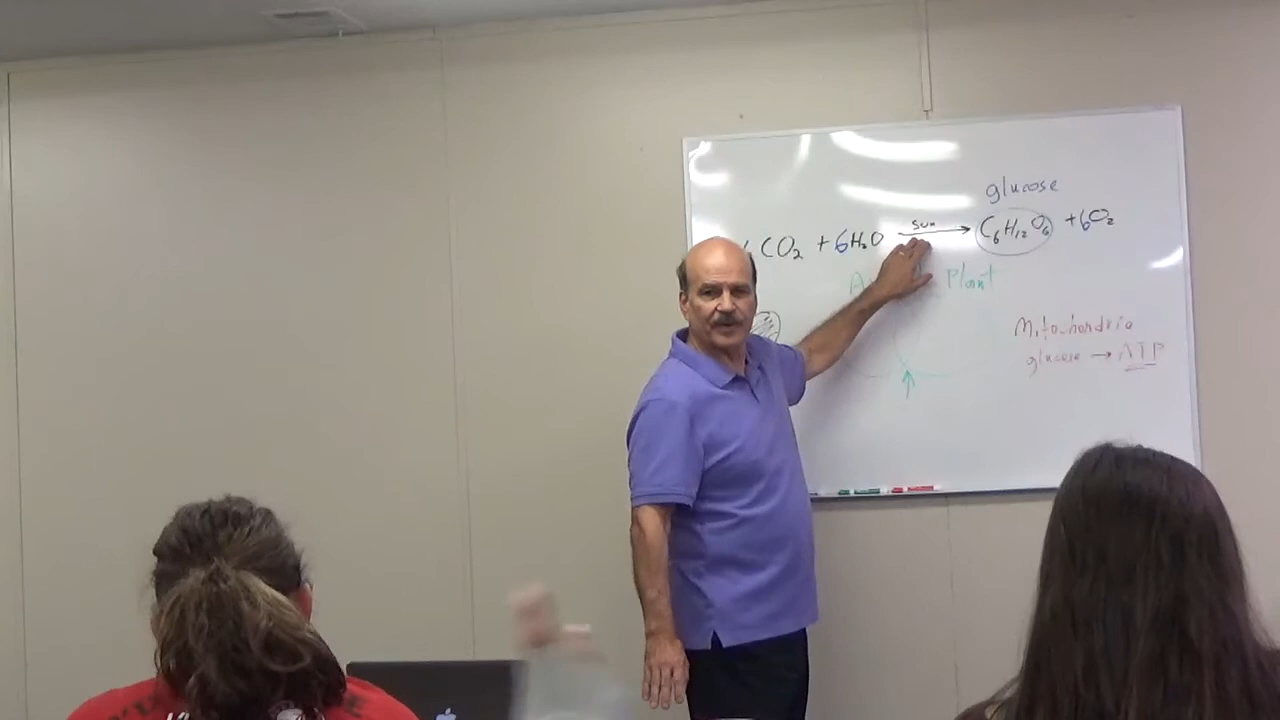 glucose
CO₂ + 6H₂O Sun → C₆H₁₂O₆ + 6O₂
Plant
Mitochondria
glucose → ATP